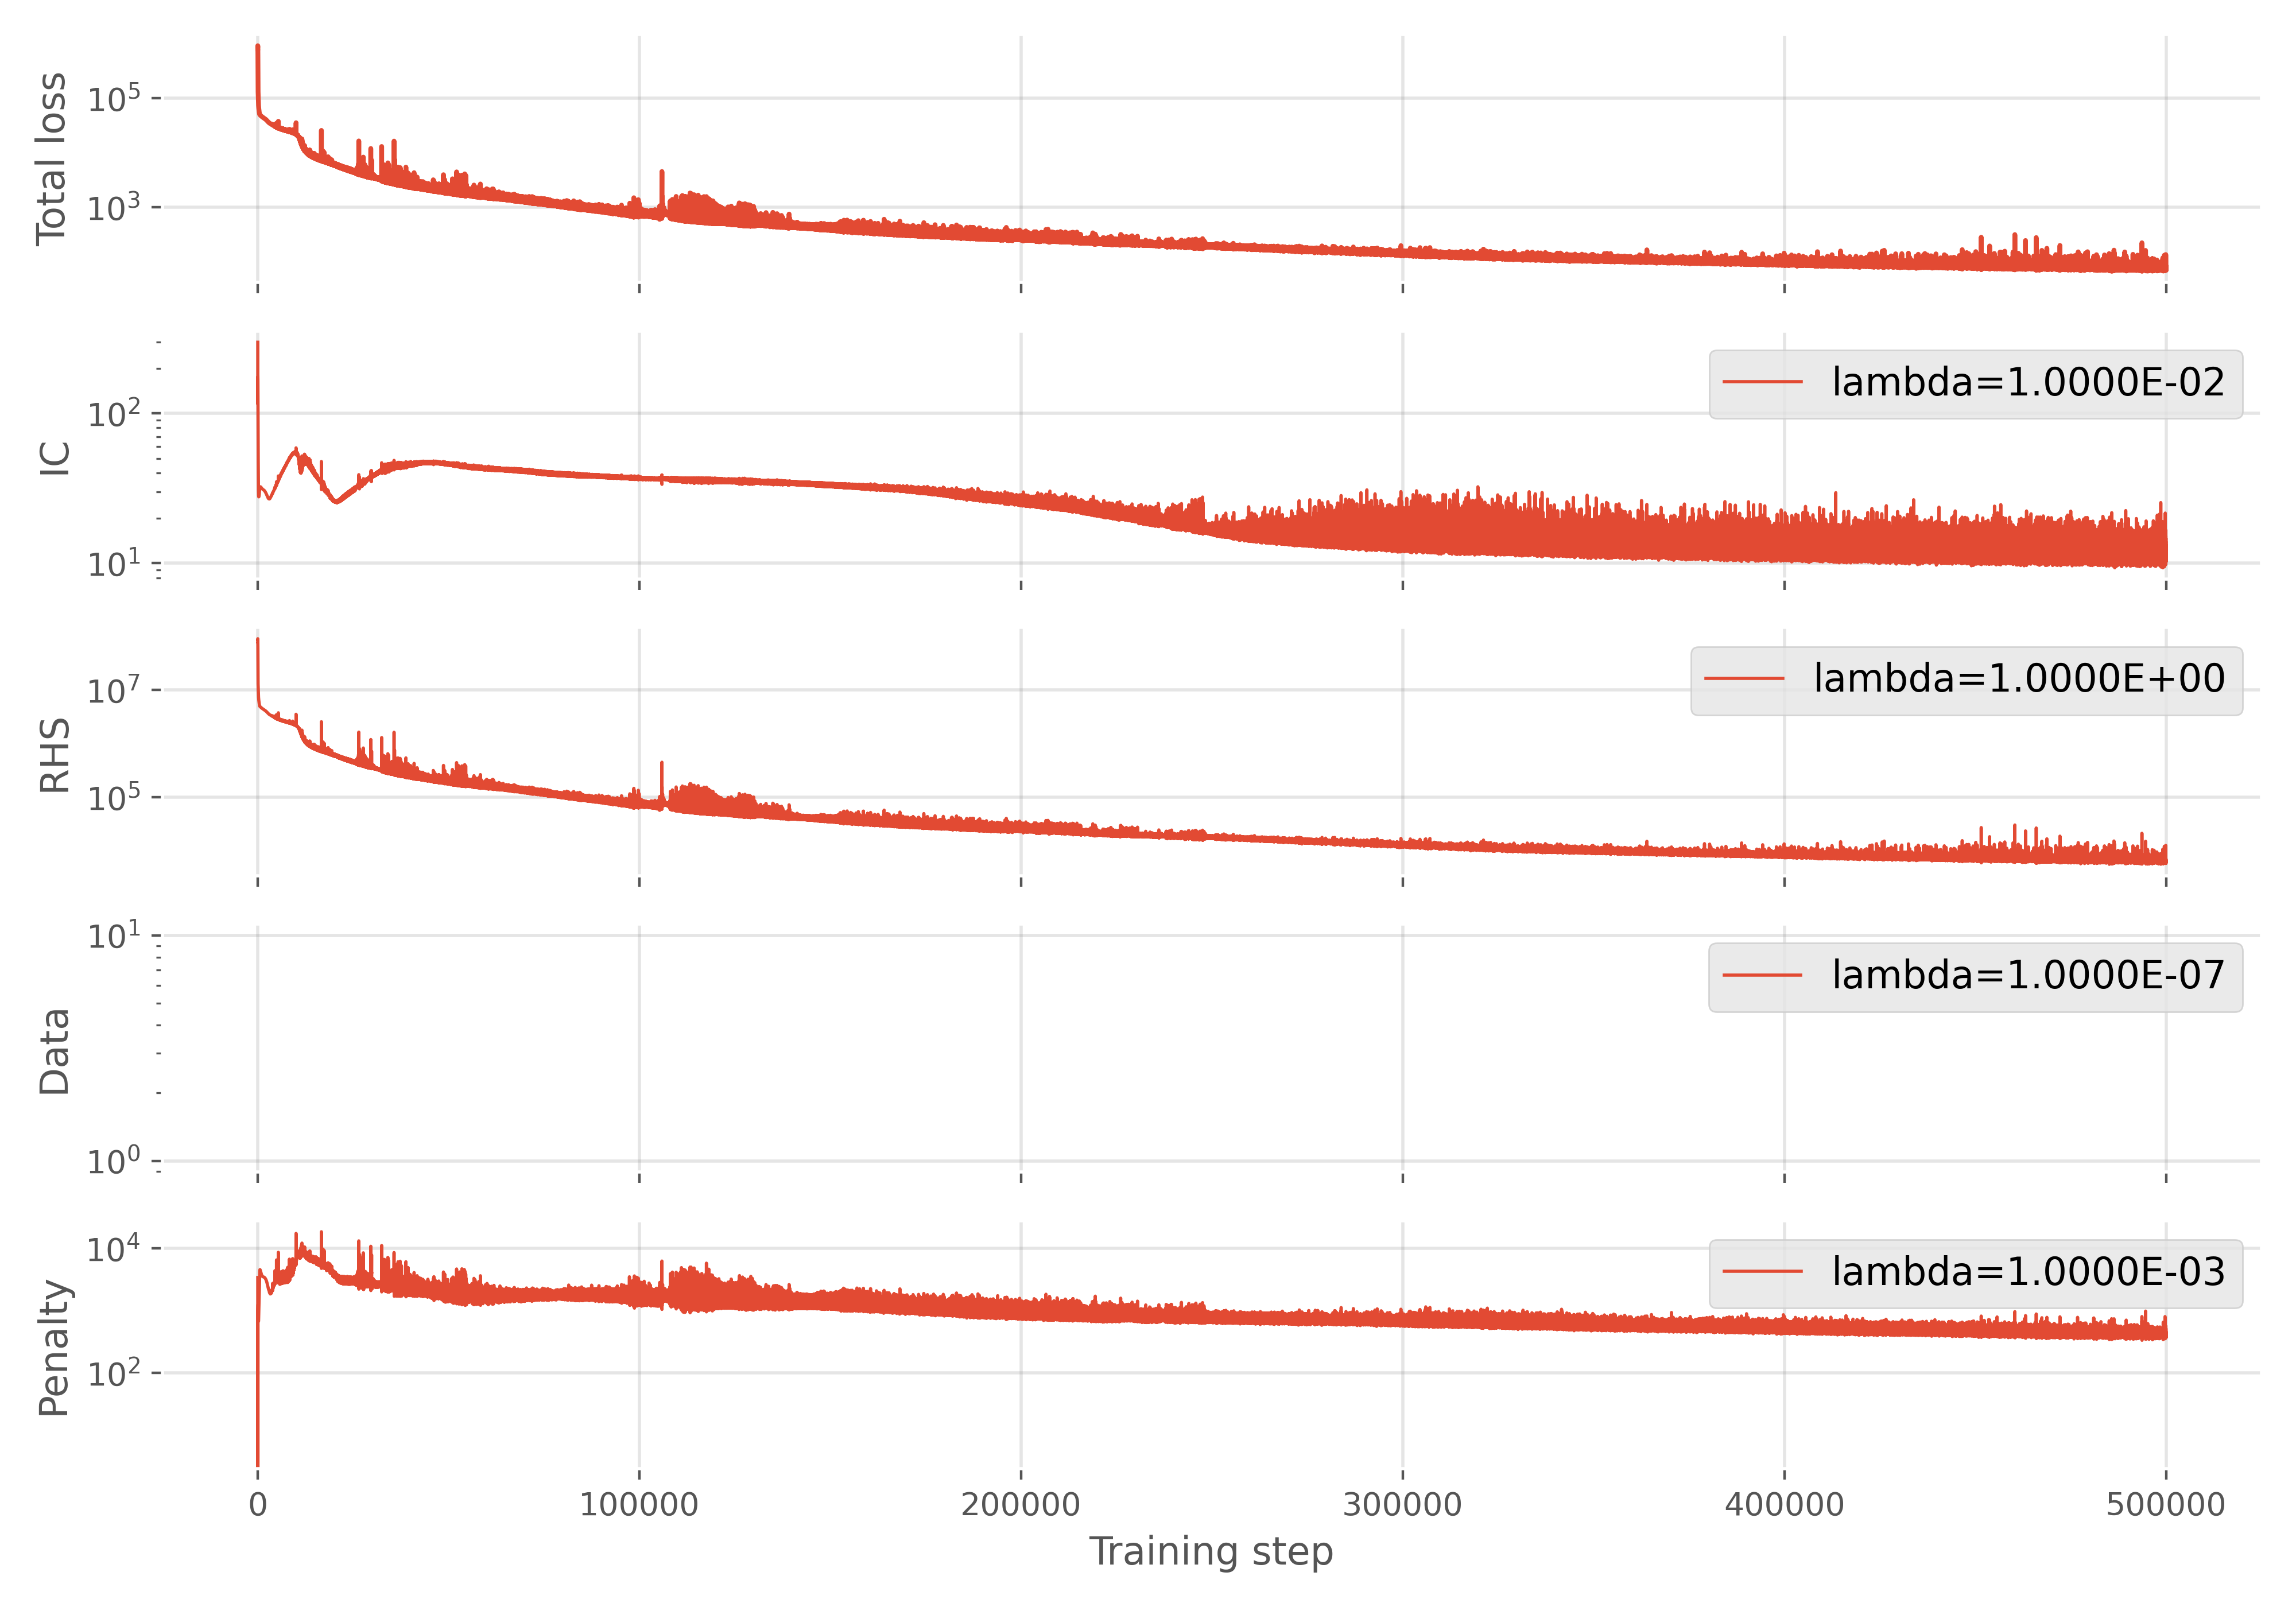 Total loss
10^5
10^3
IC
10^2
10^1
lambda=1.0000E-02
RHS
10^7
10^5
lambda=1.0000E+00
Data
10^1
10^0
lambda=1.0000E-07
Penalty
10^4
10^2
lambda=1.0000E-03
0 100000 200000 300000 400000 500000
Training step